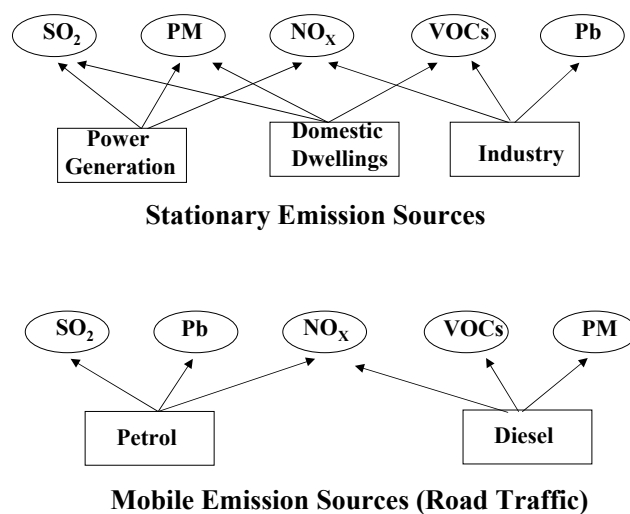 SO₂ PM NOₓ VOCs Pb
Power Generation
Domestic Dwellings
Industry
Stationary Emission Sources
SO₂ Pb NOₓ VOCs PM
Petrol Diesel
Mobile Emission Sources (Road Traffic)